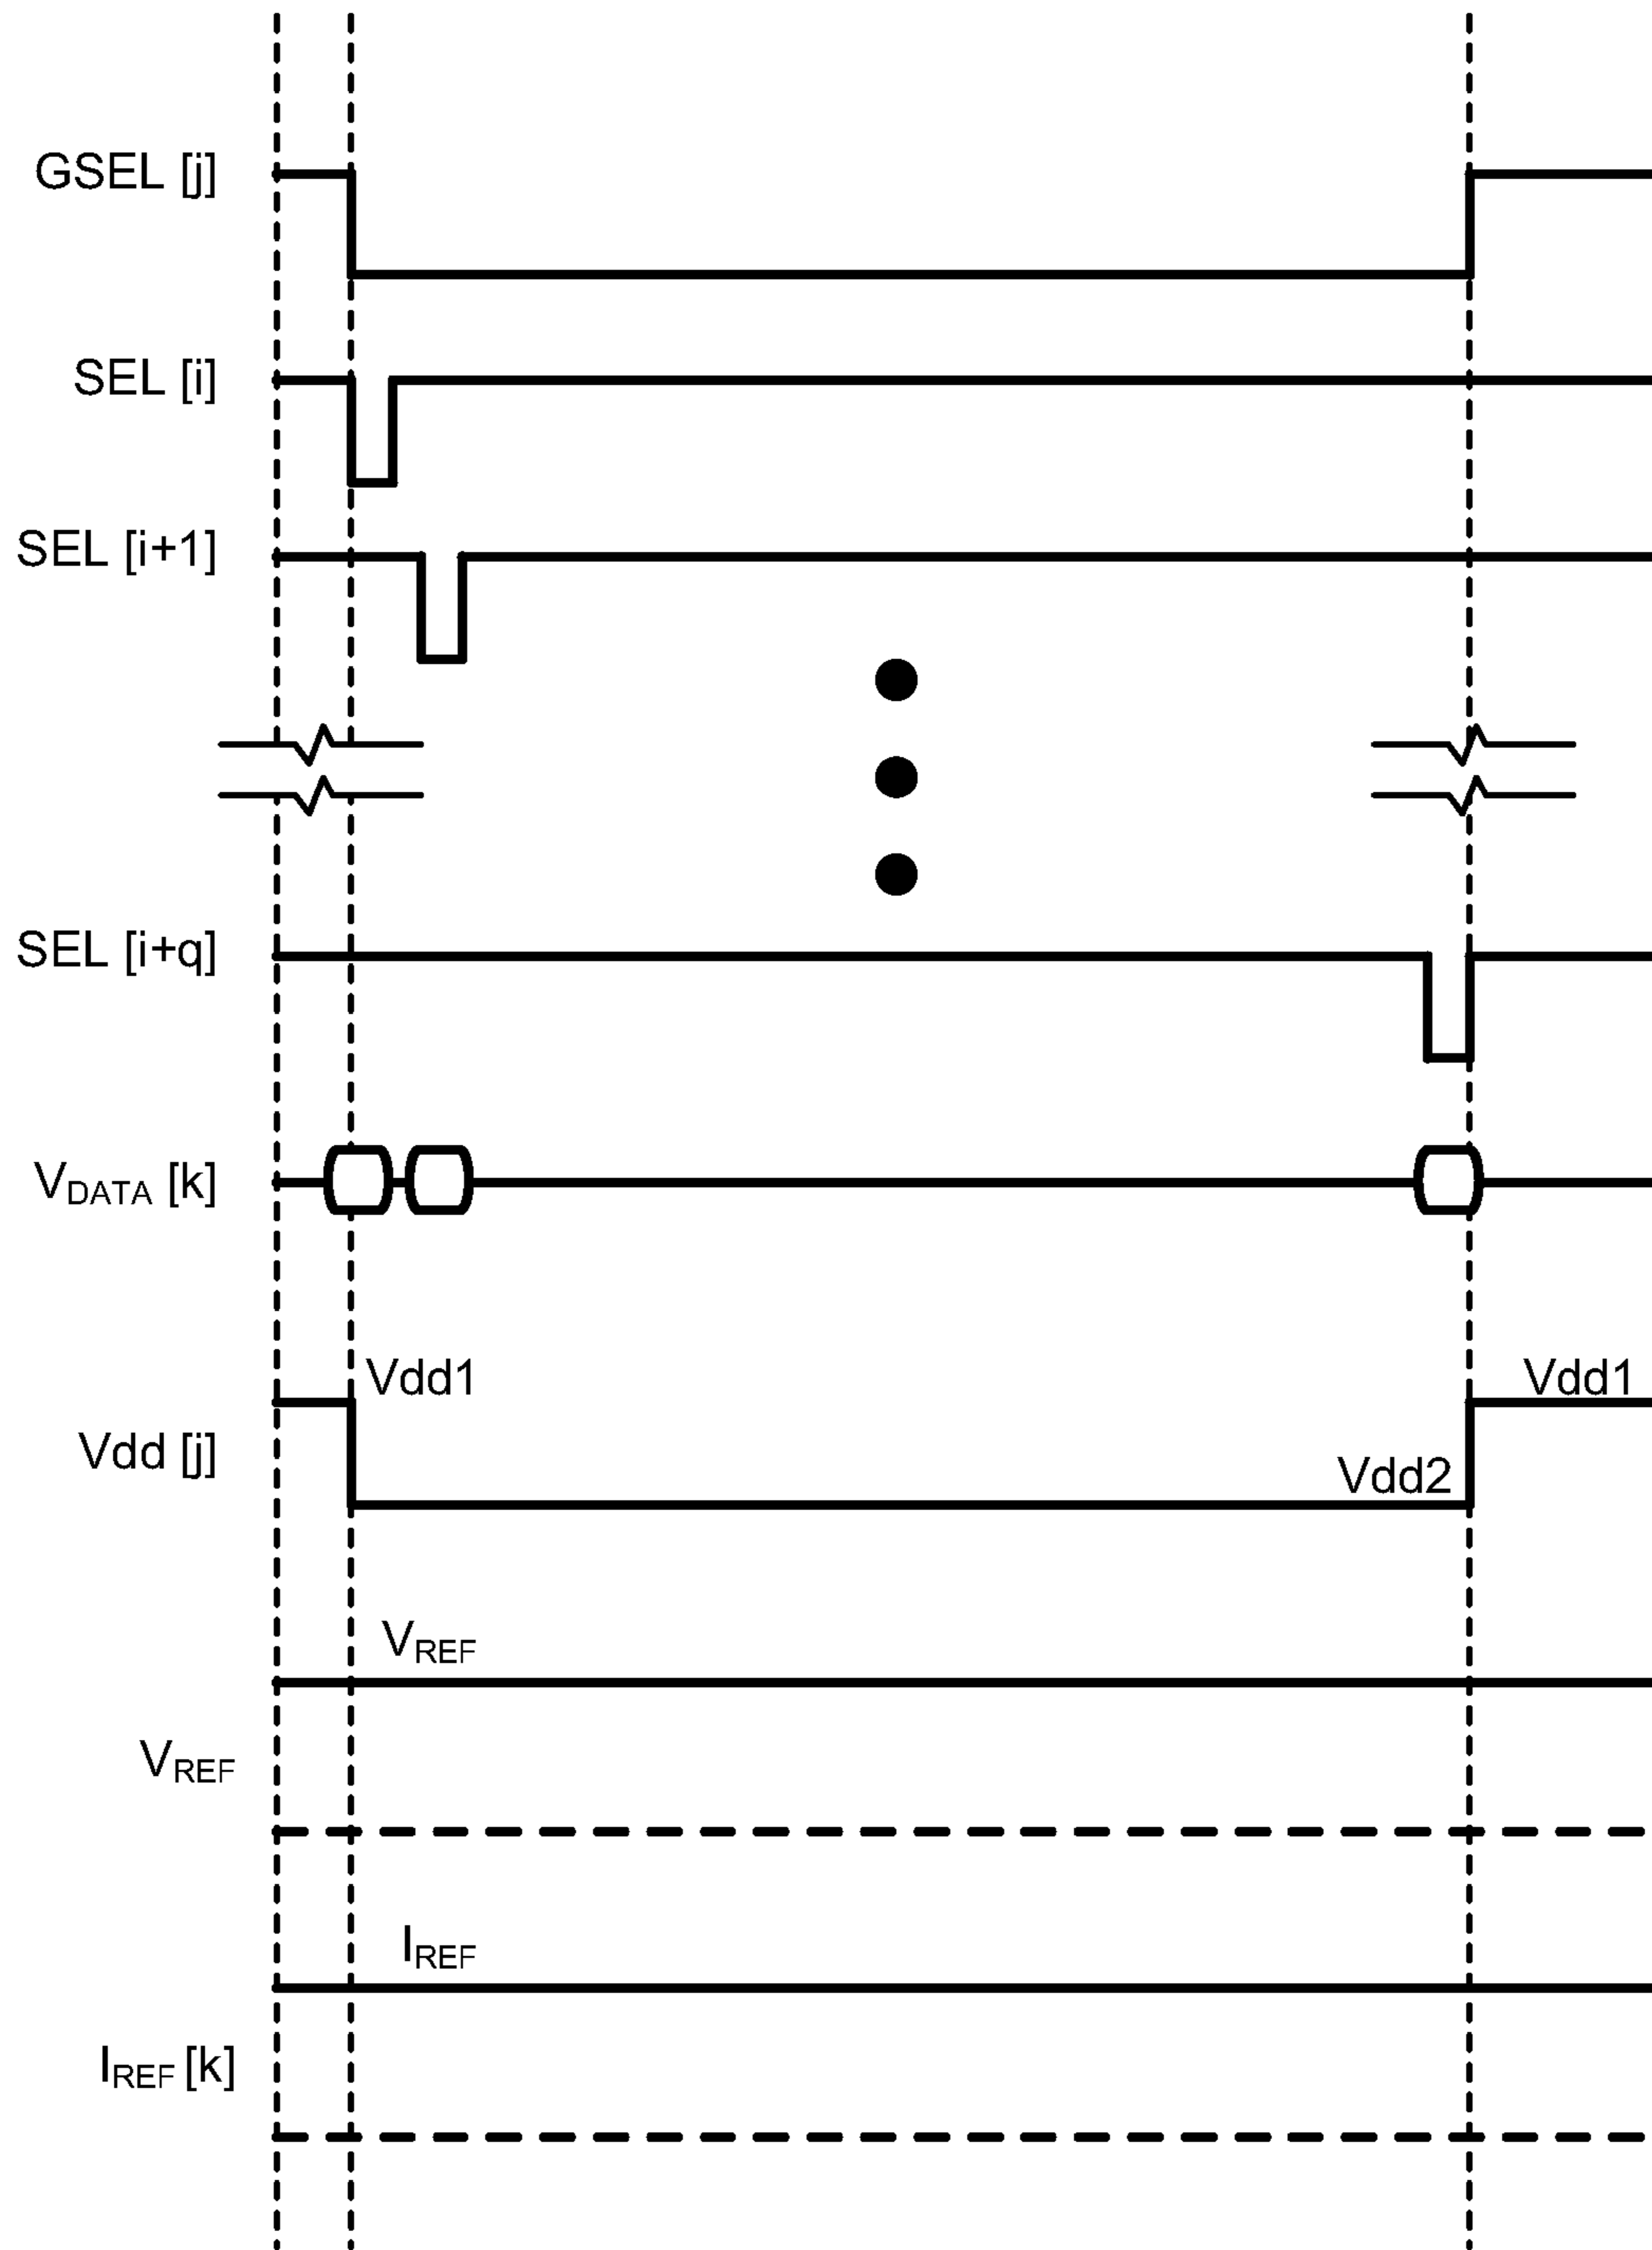 GSEL [j]
SEL [i]
SEL [i+1]
SEL [i+q]
VDATA [k]
Vdd1
Vdd1
Vdd [j]
Vdd2
VREF
VREF
IREF
IREF [k]